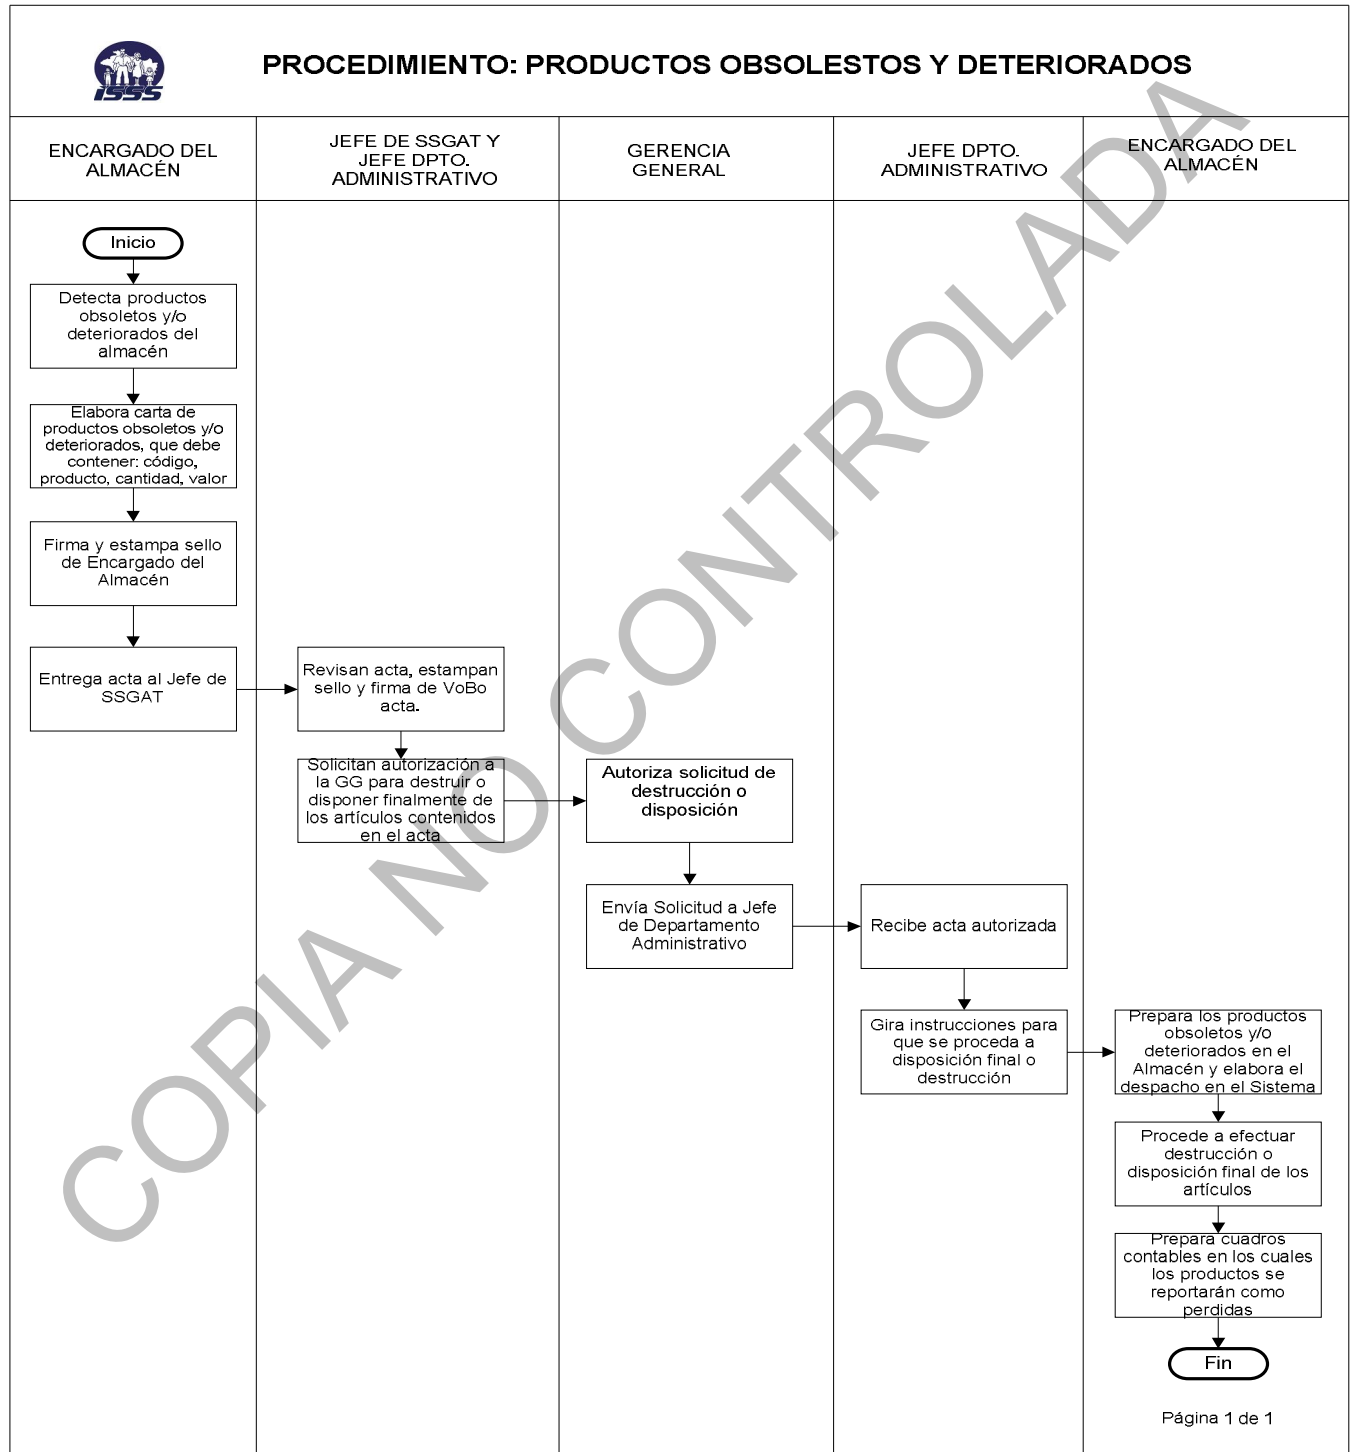 ISSS
PROCEDIMIENTO: PRODUCTOS OBSOLESTOS Y DETERIORADOS
ENCARGADO DEL
ALMACÉN
JEFE DE SSGAT Y
JEFE DPTO.
ADMINISTRATIVO
GERENCIA
GENERAL
JEFE DPTO.
ADMINISTRATIVO
ENCARGADO DEL
ALMACÉN
Inicio
Detecta productos
obsoletos y/o
deteriorados del
almacén
Elabora carta de
productos obsoletos y/o
deteriorados, que debe
contener: código,
producto, cantidad, valor
Firma y estampa sello
de Encargado del
Almacén
Entrega acta al Jefe de
SSGAT
Revisan acta, estampan
sello y firma de VoBo
acta.
Solicitan autorización a
la GG para destruir o
disponer finalmente de
los artículos contenidos
en el acta
Autoriza solicitud de
destrucción o
disposición
Envía Solicitud a Jefe
de Departamento
Administrativo
Recibe acta autorizada
Gira instrucciones para
que se proceda a
disposición final o
destrucción
Prepara los productos
obsoletos y/o
deteriorados en el
Almacén y elabora el
despacho en el Sistema
Procede a efectuar
destrucción o
disposición final de los
artículos
Prepara cuadros
contables en los cuales
los productos se
reportarán como
perdidas
Fin
Página 1 de 1
COPIA NO CONTROLADA